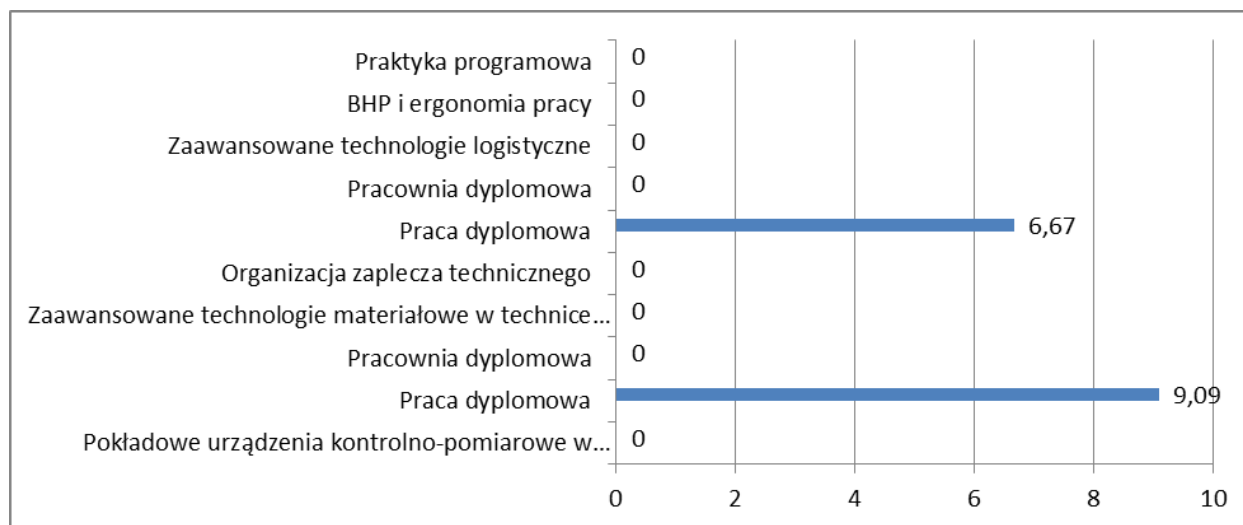 Praktyka programowa 0
BHP i ergonomia pracy 0
Zaawansowane technologie logistyczne 0
Pracownia dyplomowa 0
Praca dyplomowa 6,67
Organizacja zaplecza technicznego 0
Zaawansowane technologie materiałowe w technice... 0
Pracownia dyplomowa 0
Praca dyplomowa 9,09
Pokładowe urządzenia kontrolno-pomiarowe w... 0
0 2 4 6 8 10